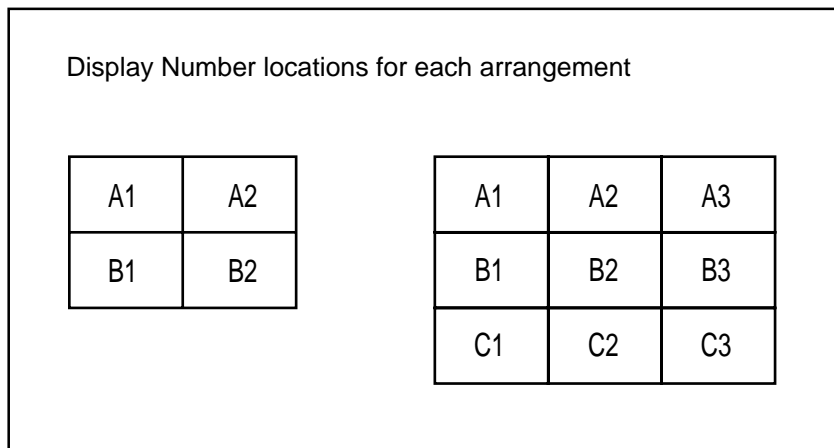 Display Number locations for each arrangement
A1 A2
B1 B2
A1 A2 A3
B1 B2 B3
C1 C2 C3